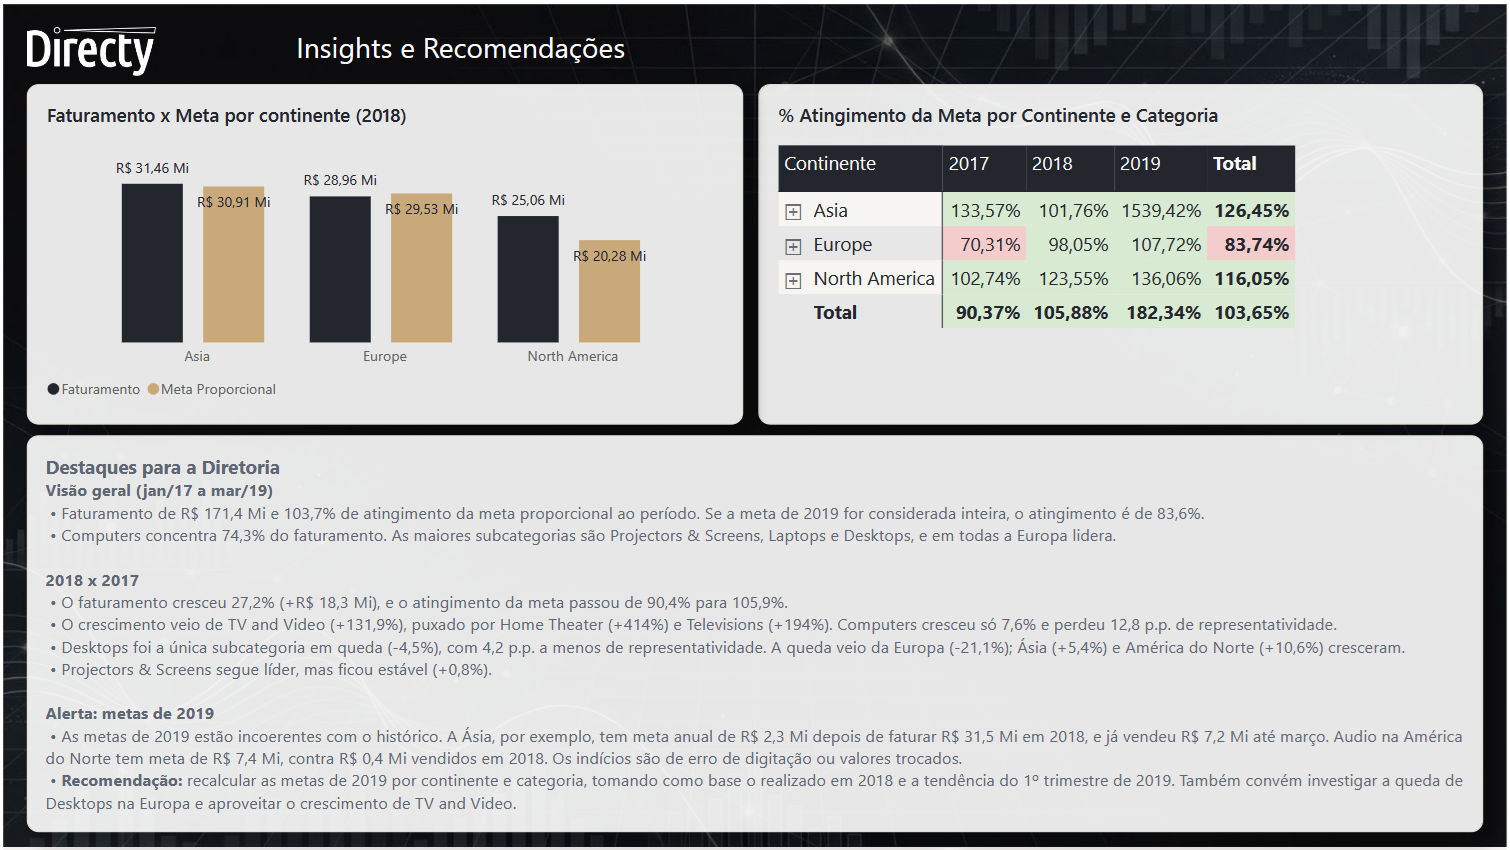 Directy
Insights e Recomendações
Faturamento x Meta por continente (2018)
R$ 31,46 Mi
R$ 30,91 Mi
R$ 28,96 Mi
R$ 29,53 Mi
R$ 25,06 Mi
R$ 20,28 Mi
Asia
Europe
North America
Faturamento
Meta Proporcional
% Atingimento da Meta por Continente e Categoria
Continente 2017 2018 2019 Total
Asia 133,57% 101,76% 1539,42% 126,45%
Europe 70,31% 98,05% 107,72% 83,74%
North America 102,74% 123,55% 136,06% 116,05%
Total 90,37% 105,88% 182,34% 103,65%
Destaques para a Diretoria
Visão geral (jan/17 a mar/19)
• Faturamento de R$ 171,4 Mi e 103,7% de atingimento da meta proporcional ao período. Se a meta de 2019 for considerada inteira, o atingimento é de 83,6%.
• Computers concentra 74,3% do faturamento. As maiores subcategorias são Projectors & Screens, Laptops e Desktops, e em todas a Europa lidera.
2018 x 2017
• O faturamento cresceu 27,2% (+R$ 18,3 Mi), e o atingimento da meta passou de 90,4% para 105,9%.
• O crescimento veio de TV and Video (+131,9%), puxado por Home Theater (+414%) e Televisions (+194%). Computers cresceu só 7,6% e perdeu 12,8 p.p. de representatividade.
• Desktops foi a única subcategoria em queda (-4,5%), com 4,2 p.p. a menos de representatividade. A queda veio da Europa (-21,1%); Ásia (+5,4%) e América do Norte (+10,6%) cresceram.
• Projectors & Screens segue líder, mas ficou estável (+0,8%).
Alerta: metas de 2019
• As metas de 2019 estão incoerentes com o histórico. A Ásia, por exemplo, tem meta anual de R$ 2,3 Mi depois de faturar R$ 31,5 Mi em 2018, e já vendeu R$ 7,2 Mi até março. Audio na América
do Norte tem meta de R$ 7,4 Mi, contra R$ 0,4 Mi vendidos em 2018. Os indícios são de erro de digitação ou valores trocados.
• Recomendação: recalcular as metas de 2019 por continente e categoria, tomando como base o realizado em 2018 e a tendência do 1º trimestre de 2019. Também convém investigar a queda de
Desktops na Europa e aproveitar o crescimento de TV and Video.